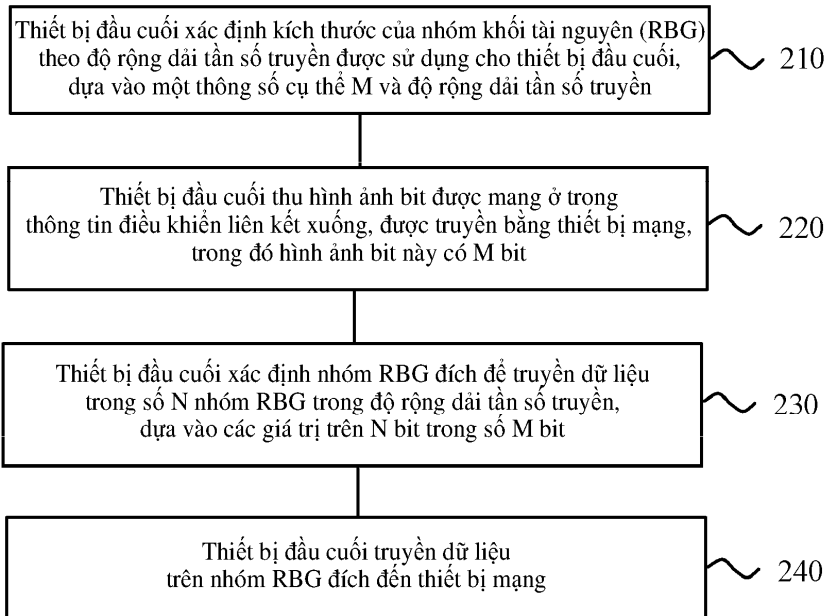 Thiết bị đầu cuối xác định kích thước của nhóm khối tài nguyên (RBG)
theo độ rộng dải tần số truyền được sử dụng cho thiết bị đầu cuối,
dựa vào một thông số cụ thể M và độ rộng dải tần số truyền
210
Thiết bị đầu cuối thu hình ảnh bit được mang ở trong
thông tin điều khiển liên kết xuống, được truyền bằng thiết bị mạng,
trong đó hình ảnh bit này có M bit
220
Thiết bị đầu cuối xác định nhóm RBG đích để truyền dữ liệu
trong số N nhóm RBG trong độ rộng dải tần số truyền,
dựa vào các giá trị trên N bit trong số M bit
230
Thiết bị đầu cuối truyền dữ liệu
trên nhóm RBG đích đến thiết bị mạng
240